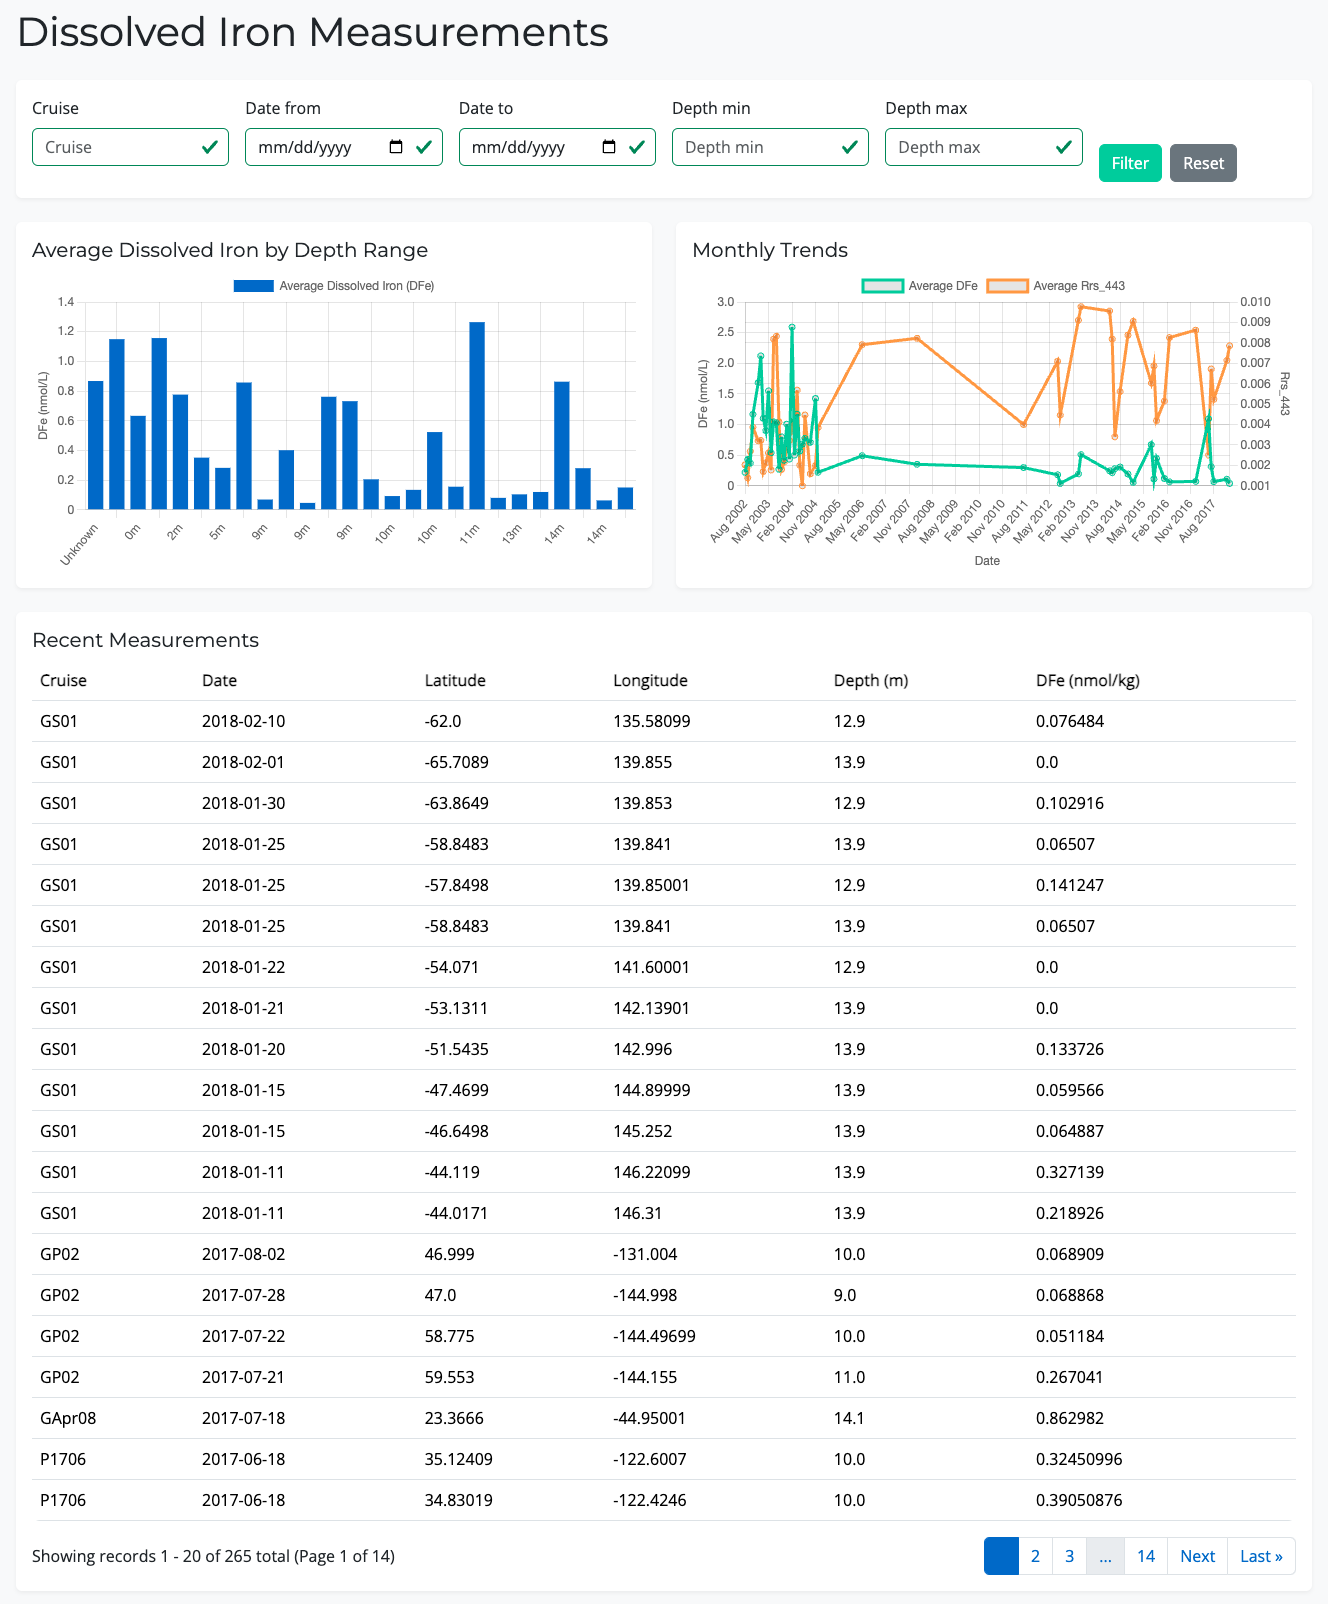 Dissolved Iron Measurements
Cruise Date from Date to Depth min Depth max
Cruise mm/dd/yyyy mm/dd/yyyy Depth min Depth max Filter Reset
Average Dissolved Iron by Depth Range
Average Dissolved Iron (DFe)
DFe (nmol/L)
1.4
1.2
1.0
0.8
0.6
0.4
0.2
0
Unknown 0m 2m 5m 9m 9m 9m 10m 10m 11m 13m 14m 14m
Monthly Trends
Average DFe Average Rrs_443
DFe (nmol/L)
3.0
2.5
2.0
1.5
1.0
0.5
0
0.010
0.009
0.008
0.007
0.006
0.005
0.004
0.003
0.002
0.001
Rrs_443
Aug 2002 May 2003 Feb 2004 Nov 2004 Aug 2005 May 2006 Feb 2007 Nov 2007 Aug 2008 May 2009 Feb 2010 Nov 2010 Aug 2011 May 2012 Feb 2013 Nov 2013 Aug 2014 May 2015 Feb 2016 Nov 2016 Aug 2017
Date
Recent Measurements
Cruise Date Latitude Longitude Depth (m) DFe (nmol/kg)
GS01 2018-02-10 -62.0 135.58099 12.9 0.076484
GS01 2018-02-01 -65.7089 139.855 13.9 0.0
GS01 2018-01-30 -63.8649 139.853 12.9 0.102916
GS01 2018-01-25 -58.8483 139.841 13.9 0.06507
GS01 2018-01-25 -57.8498 139.85001 12.9 0.141247
GS01 2018-01-25 -58.8483 139.841 13.9 0.06507
GS01 2018-01-22 -54.071 141.60001 12.9 0.0
GS01 2018-01-21 -53.1311 142.13901 13.9 0.0
GS01 2018-01-20 -51.5435 142.996 13.9 0.133726
GS01 2018-01-15 -47.4699 144.89999 13.9 0.059566
GS01 2018-01-15 -46.6498 145.252 13.9 0.064887
GS01 2018-01-11 -44.119 146.22099 13.9 0.327139
GS01 2018-01-11 -44.0171 146.31 13.9 0.218926
GP02 2017-08-02 46.999 -131.004 10.0 0.068909
GP02 2017-07-28 47.0 -144.998 9.0 0.068868
GP02 2017-07-22 58.775 -144.49699 10.0 0.051184
GP02 2017-07-21 59.553 -144.155 11.0 0.267041
GApr08 2017-07-18 23.3666 -44.95001 14.1 0.862982
P1706 2017-06-18 35.12409 -122.6007 10.0 0.32450996
P1706 2017-06-18 34.83019 -122.4246 10.0 0.39050876
Showing records 1 - 20 of 265 total (Page 1 of 14) 2 3 ... 14 Next Last »